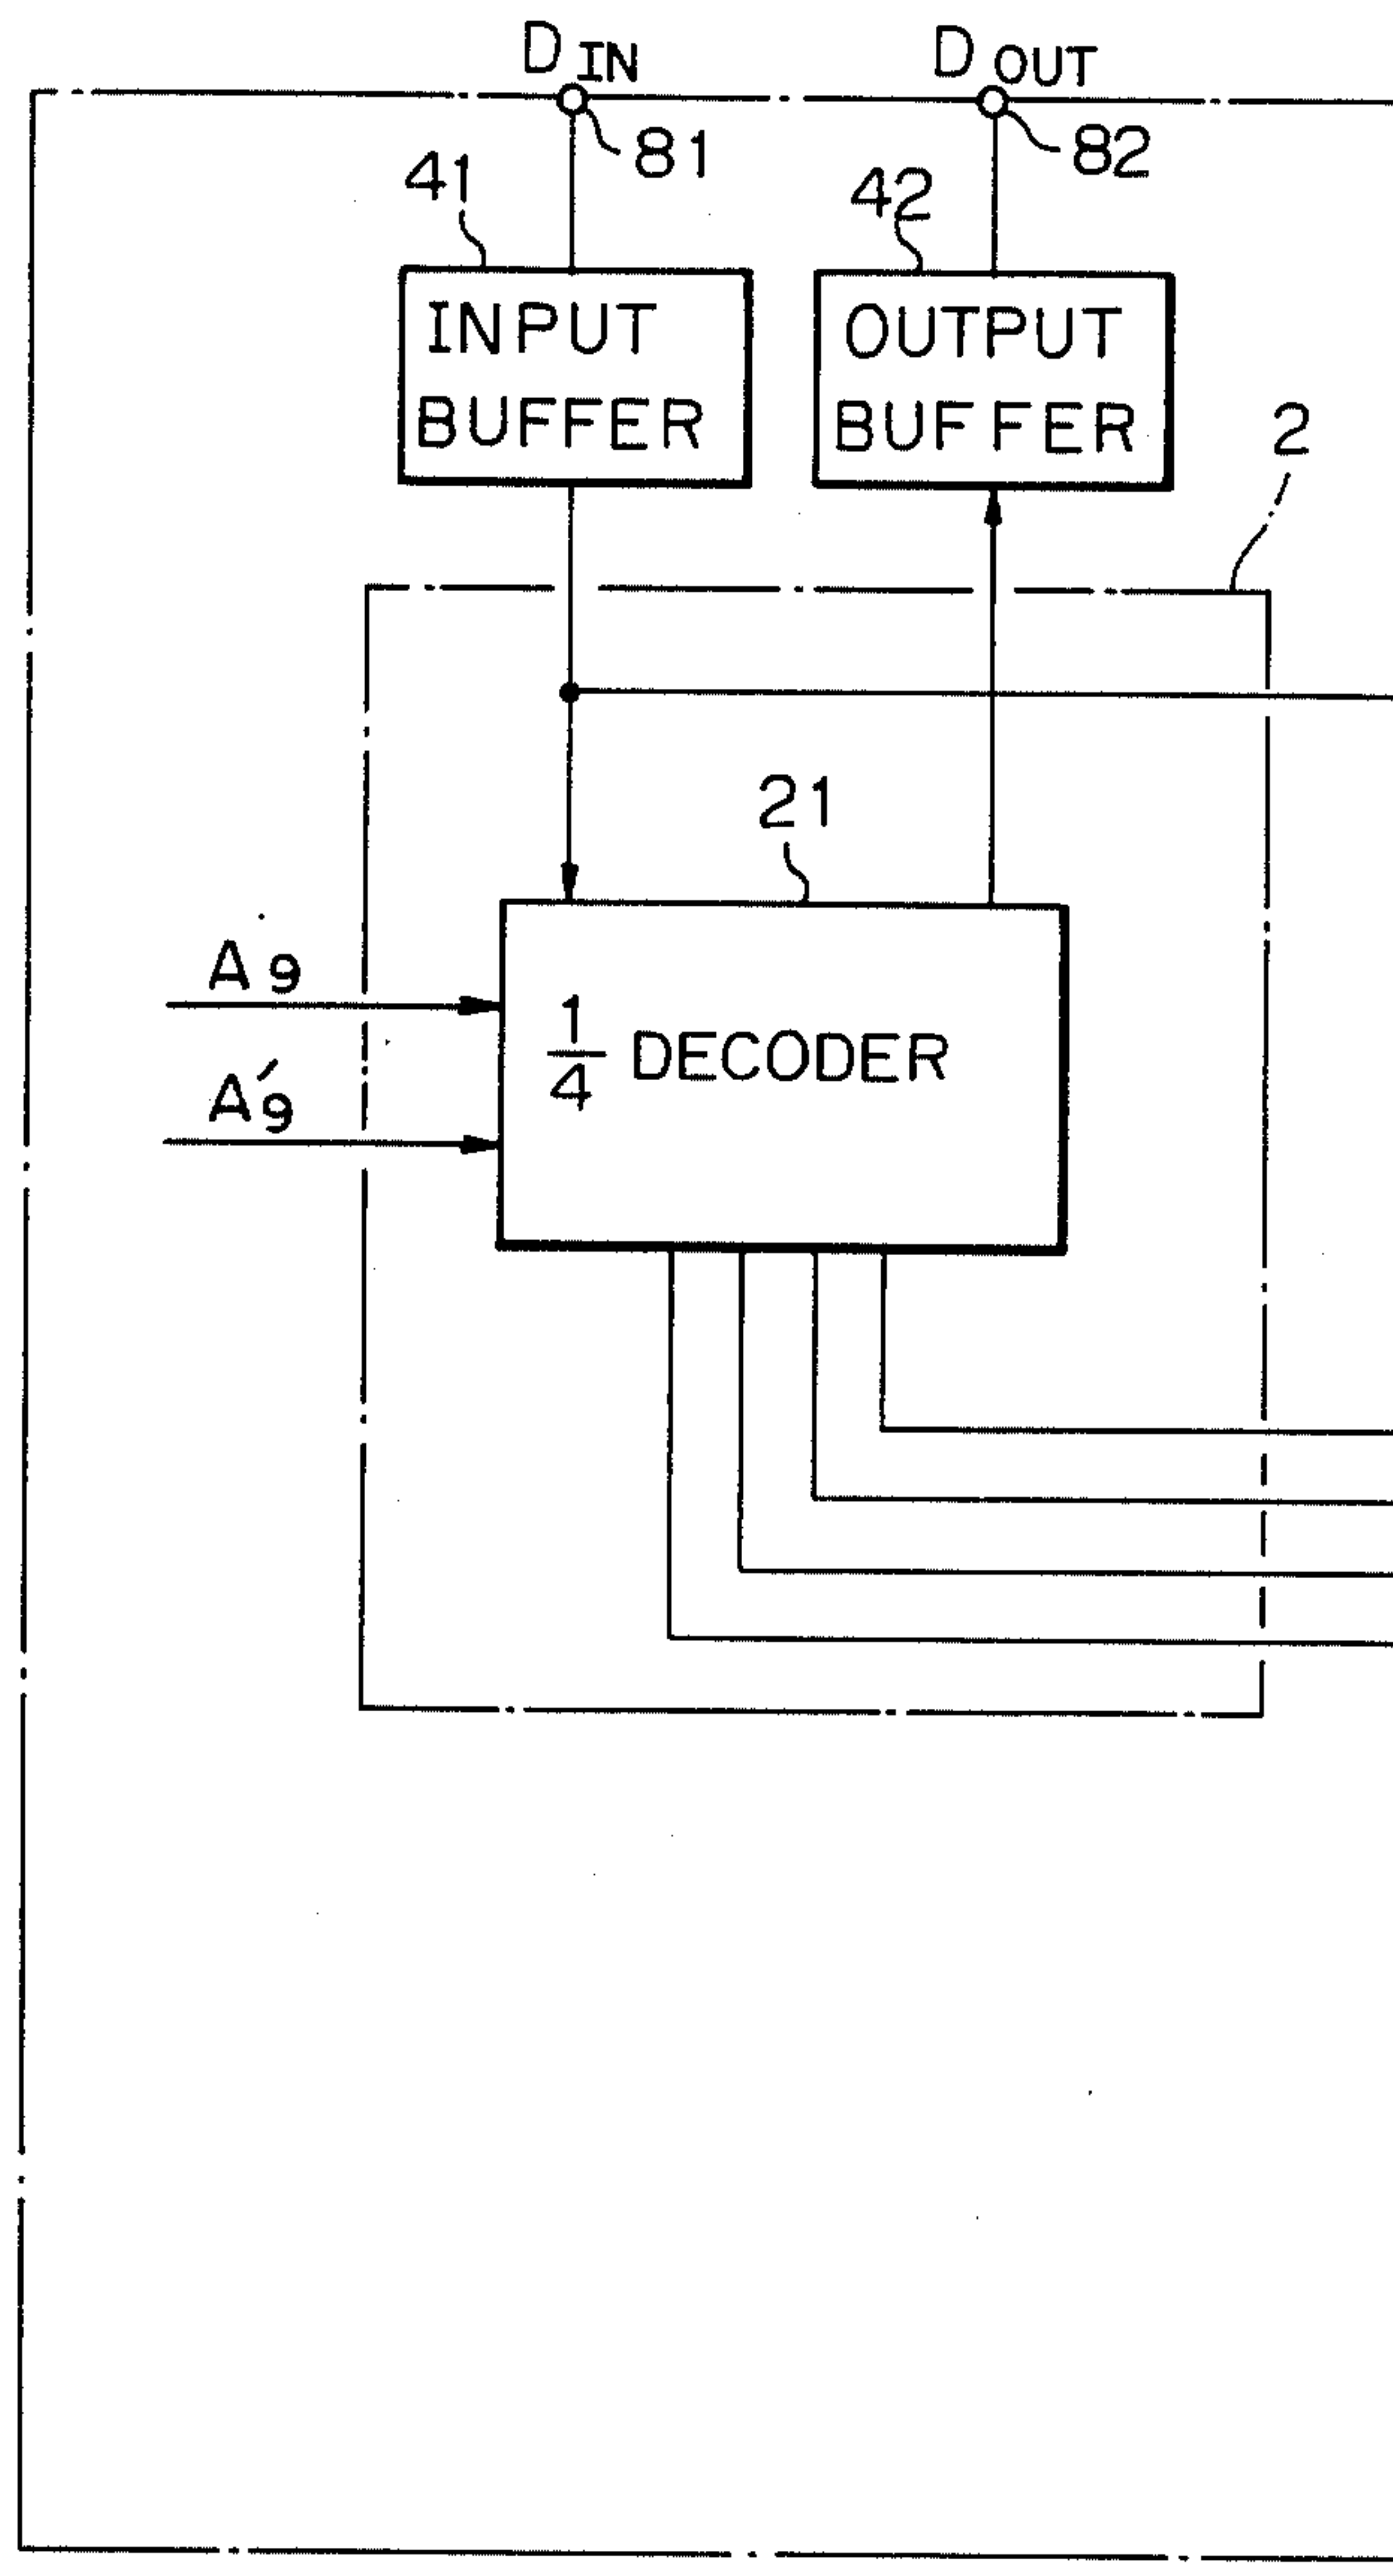 D IN
D OUT
81
82
41
42
INPUT
BUFFER
OUTPUT
BUFFER
2
21
A9
1/4 DECODER
A'9